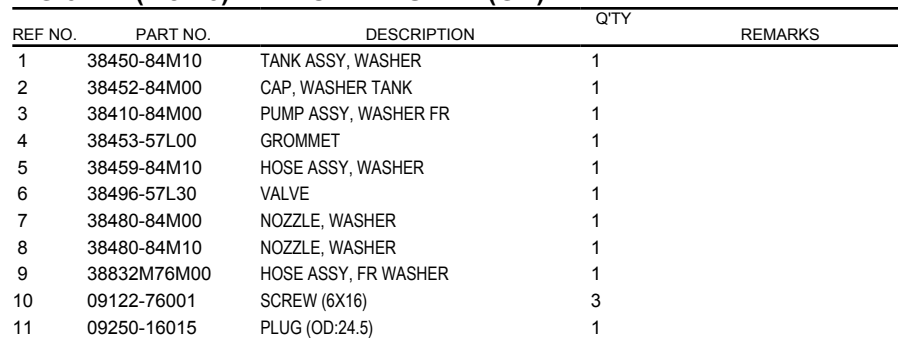 Q'TY
REF NO. PART NO. DESCRIPTION REMARKS
1 38450-84M10 TANK ASSY, WASHER 1
2 38452-84M00 CAP, WASHER TANK 1
3 38410-84M00 PUMP ASSY, WASHER FR 1
4 38453-57L00 GROMMET 1
5 38459-84M10 HOSE ASSY, WASHER 1
6 38496-57L30 VALVE 1
7 38480-84M00 NOZZLE, WASHER 1
8 38480-84M10 NOZZLE, WASHER 1
9 38832M76M00 HOSE ASSY, FR WASHER 1
10 09122-76001 SCREW (6X16) 3
11 09250-16015 PLUG (OD:24.5) 1